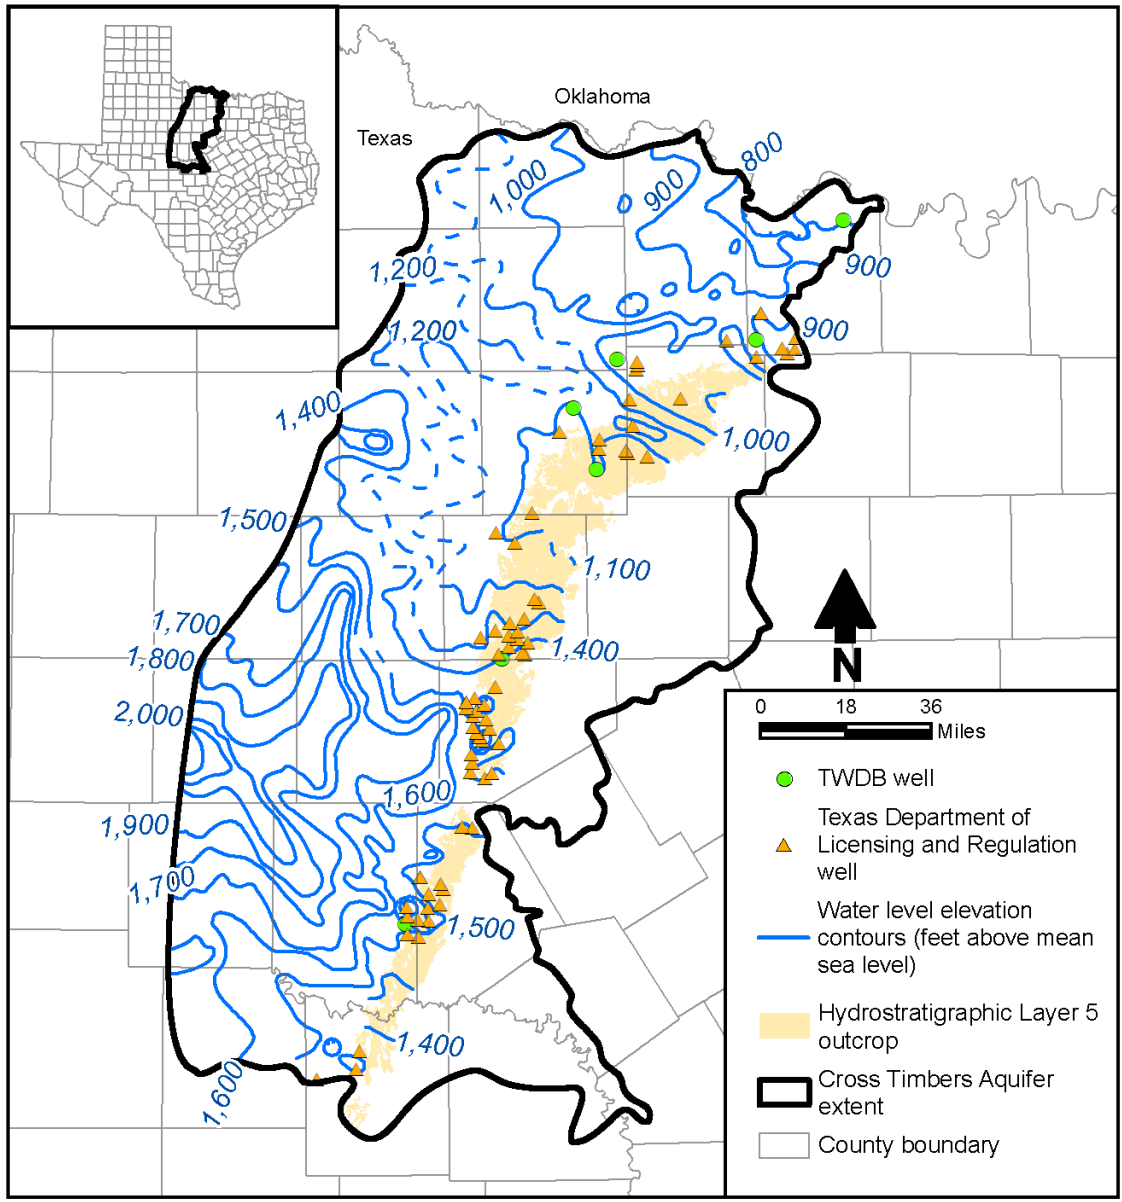 Oklahoma
Texas
800
1,000
900
1,200
900
1,200
900
1,400
1,000
1,500
1,100
1,700
1,400
1,800
2,000
1,600
1,900
1,700
1,500
1,400
1,600
N
0 18 36
Miles
TWDB well
Texas Department of
Licensing and Regulation
well
Water level elevation
contours (feet above mean
sea level)
Hydrostratigraphic Layer 5
outcrop
Cross Timbers Aquifer
extent
County boundary